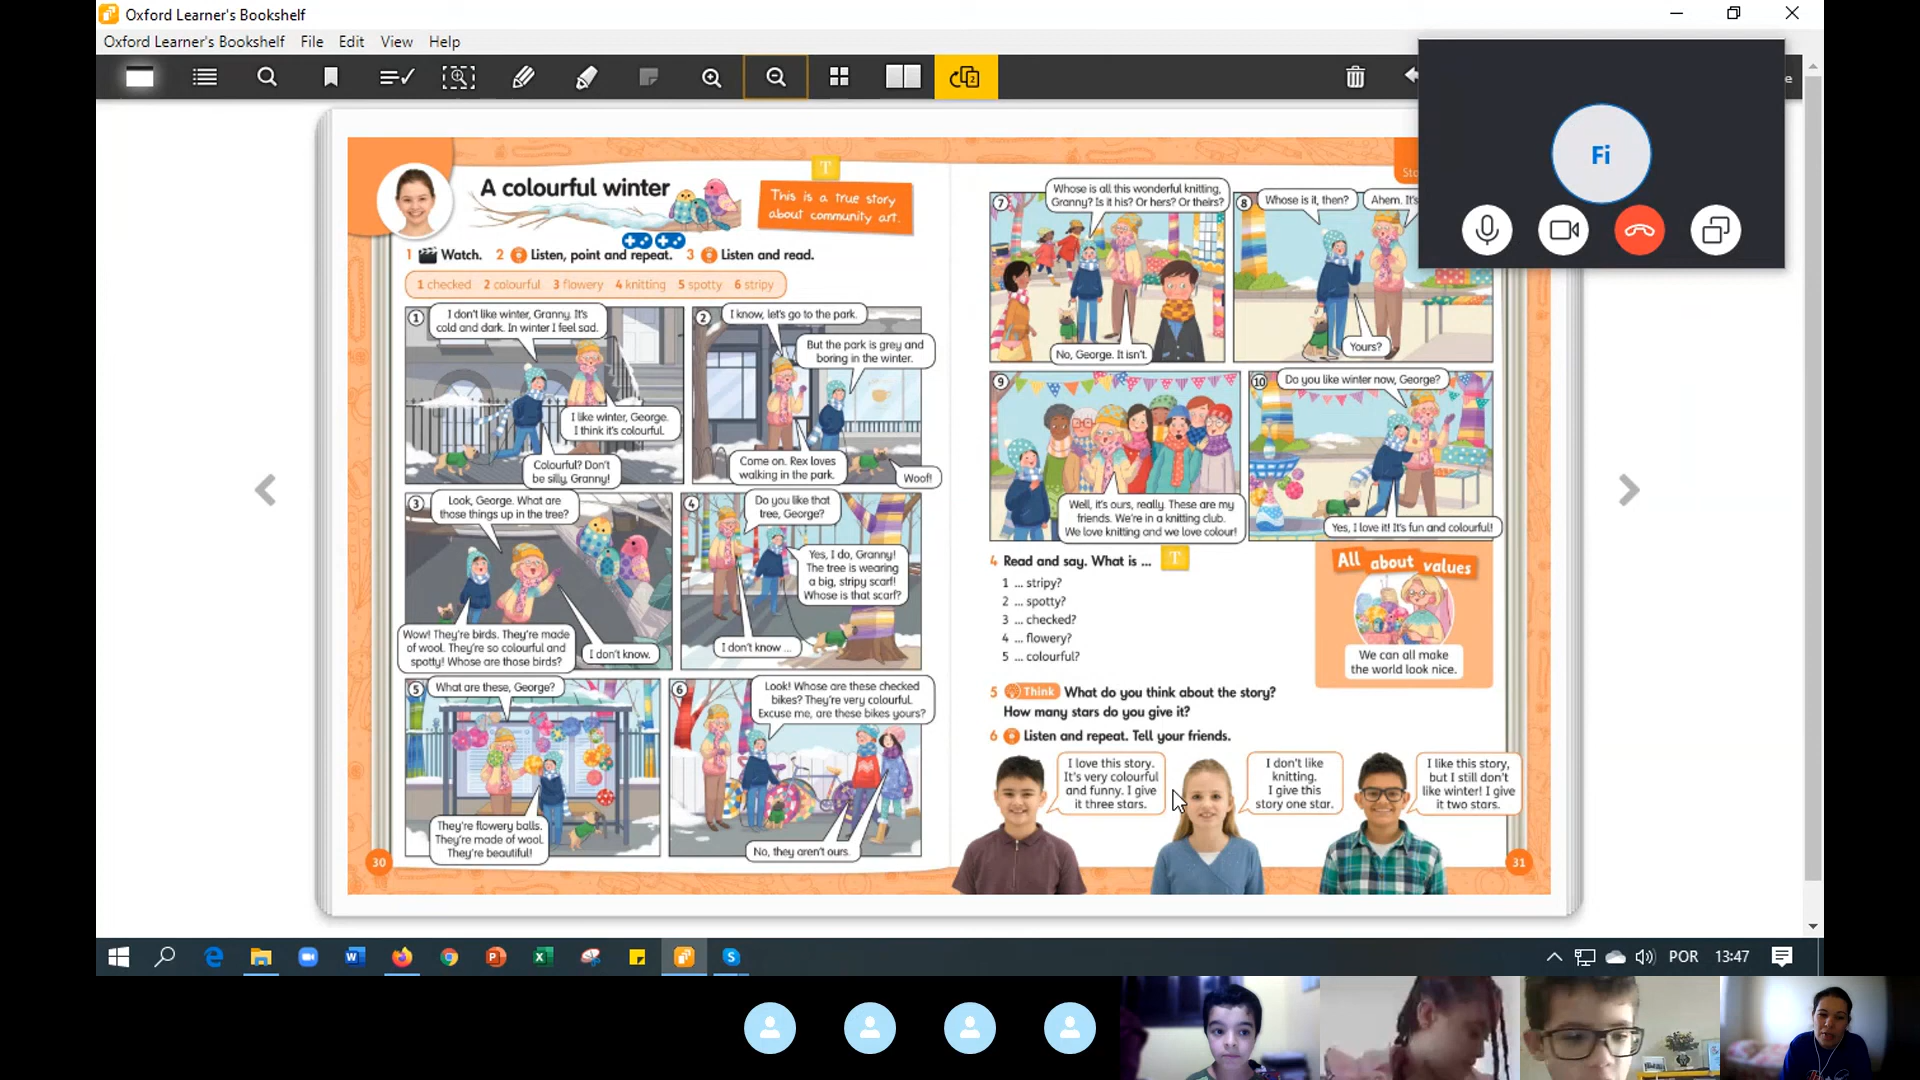 Oxford Learner's Bookshelf
Oxford Learner's Bookshelf File Edit View Help
2
e
Fi
A colourful winter
T
This is a true story
about community art.
1 Watch. 2 Listen, point and repeat. 3 Listen and read.
1 checked 2 colourful 3 flowery 4 knitting 5 spotty 6 stripy
1
I don't like winter, Granny. It's
cold and dark. In winter I feel sad.
I like winter, George.
I think it's colourful.
Colourful? Don't
be silly, Granny!
2
I know, let's go to the park.
But the park is grey and
boring in the winter.
Come on. Rex loves
walking in the park.
Woof!
3
Look, George. What are
those things up in the tree?
Wow! They're birds. They're made
of wool. They're so colourful and
spotty! Whose are those birds?
I don't know.
4
Do you like that
tree, George?
Yes, I do, Granny!
The tree is wearing
a big, stripy scarf!
Whose is that scarf?
I don't know ...
5
What are these, George?
They're flowery balls.
They're made of wool.
They're beautiful!
6
Look! Whose are these checked
bikes? They're very colourful.
Excuse me, are these bikes yours?
No, they aren't ours.
30
7
Whose is all this wonderful knitting,
Granny? Is it his? Or hers? Or theirs?
No, George. It isn't.
8
Whose is it, then?
Ahem. It's
Yours?
9
Well, it's ours, really. These are my
friends. We're in a knitting club.
We love knitting and we love colour!
10
Do you like winter now, George?
Yes, I love it! It's fun and colourful!
4 Read and say. What is ... T
1 ... stripy?
2 ... spotty?
3 ... checked?
4 ... flowery?
5 ... colourful?
All about values
We can all make
the world look nice.
5 Think What do you think about the story?
How many stars do you give it?
6 Listen and repeat. Tell your friends.
I love this story.
It's very colourful
and funny. I give
it three stars.
I don't like
knitting.
I give this
story one star.
I like this story,
but I still don't
like winter! I give
it two stars.
31
POR 13:47